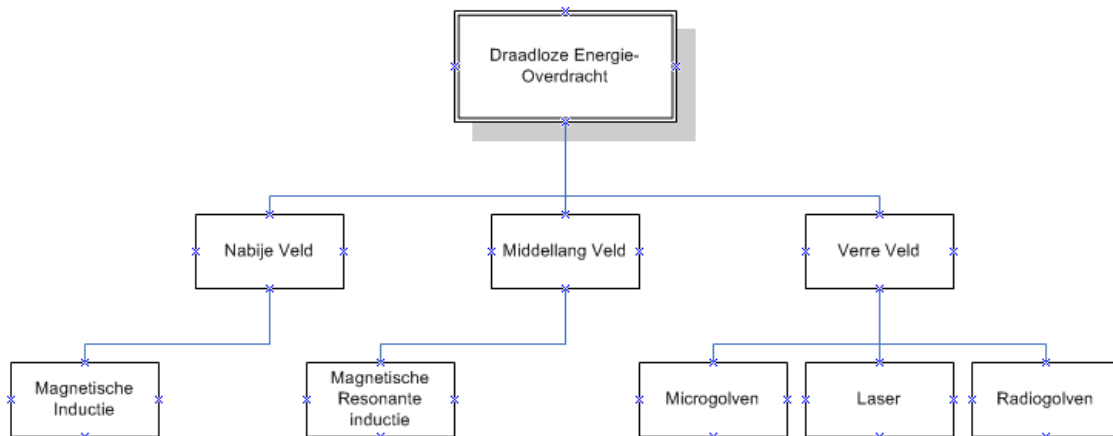 Draadloze Energie-
Overdracht
Nabije Veld
Middellang Veld
Verre Veld
Magnetische
Inductie
Magnetische
Resonante
inductie
Microgolven
Laser
Radiogolven